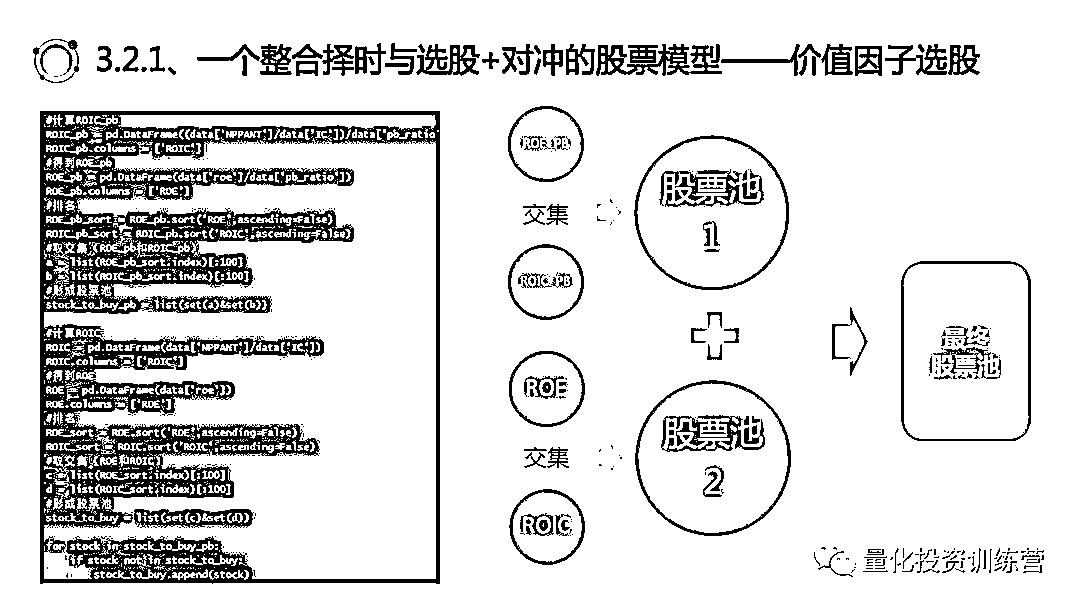 3.2.1、一个整合择时与选股+对冲的股票模型——价值因子选股
#计算ROIC_pb
ROIC_pb = pd.DataFrame((data['NPPANT']/data['IC'])/data['pb_ratio'
ROIC_pb.columns = ['ROIC']
#得到ROE_pb
ROE_pb = pd.DataFrame(data['roe']/data['pb_ratio'])
ROE_pb.columns = ['ROE']
#排名
ROE_pb_sort = ROE_pb.sort('ROE',ascending=False)
ROIC_pb_sort = ROIC_pb.sort('ROIC',ascending=False)
#取交集（ROE_pb和ROIC_pb）
a = list(ROE_pb_sort.index)[:100]
b = list(ROIC_pb_sort.index)[:100]
#形成股票池
stock_to_buy_pb = list(set(a)&set(b))
#计算ROIC
ROIC = pd.DataFrame(data['NPPANT']/data['IC'])
ROIC.columns = ['ROIC']
#得到ROE
ROE = pd.DataFrame(data['roe'])
ROE.columns = ['ROE']
#排名
ROE_sort = ROE.sort('ROE',ascending=False)
ROIC_sort = ROIC.sort('ROIC',ascending=False)
#取交集（ROE和ROIC）
c = list(ROE_sort.index)[:100]
d = list(ROIC_sort.index)[:100]
#形成股票池
stock_to_buy = list(set(c)&set(d))
for stock in stock_to_buy_pb:
if stock not in stock_to_buy:
stock_to_buy.append(stock)
交集
股票池
1
ROE
交集
ROIC
股票池
2
最终
股票池
量化投资训练营